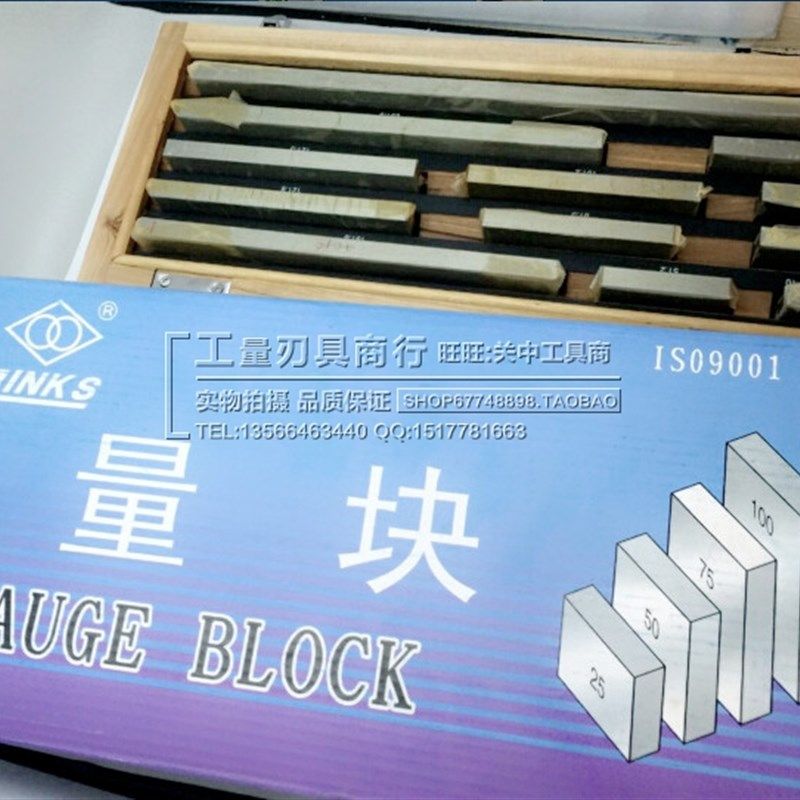 ®
INKS
工量刃具商行 旺旺:关中工具商
实物拍摄 品质保证 SHOP67748898.TAOBAO
TEL:13566463440 QQ:1517781663
ISO9001
量 块
AUGE BLOCK
100
75
50
25